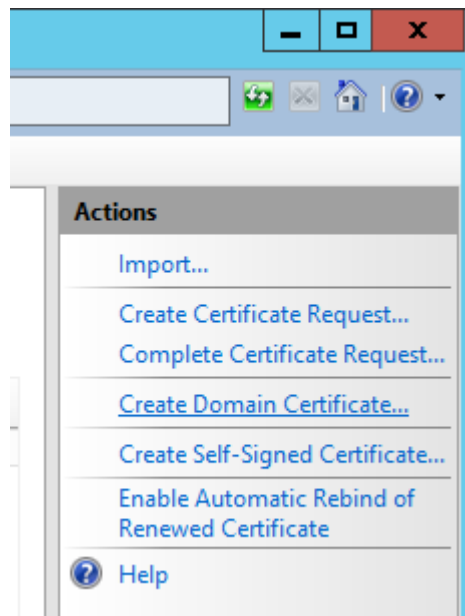 Actions
Import...
Create Certificate Request...
Complete Certificate Request...
Create Domain Certificate...
Create Self-Signed Certificate...
Enable Automatic Rebind of
Renewed Certificate
Help